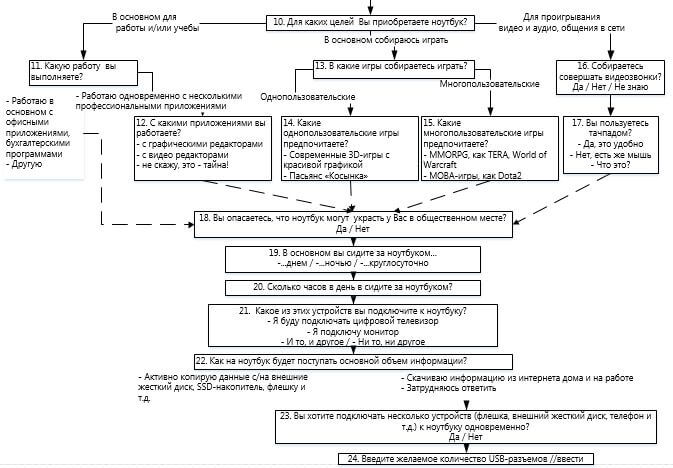 В основном для
работы и/или учебы
10. Для каких целей Вы приобретаете ноутбук?
Для проигрывания
видео и аудио, общения в сети
В основном собираюсь играть
11. Какую работу вы
выполняете?
13. В какие игры собираетесь играть?
16. Собираетесь
совершать видеозвонки?
Да / Нет / Не знаю
- Работаю в
основном с
офисными
приложениями,
бухгалтерскими
программами
- Другую
- Работаю одновременно с несколькими
профессиональными приложениями
Однопользовательские
Многопользовательские
12. С какими приложениями вы
работаете?
- с графическими редакторами
- с видео редакторами
- не скажу, это - тайна!
14. Какие
однопользовательские игры
предпочитаете?
- Современные 3D-игры с
красивой графикой
- Пасьянс «Косынка»
15. Какие
многопользовательские игры
предпочитаете?
- MMORPG, как TERA, World of
Warcraft
- MOBA-игры, как Dota2
17. Вы пользуетесь
тачпадом?
- Да, это удобно
- Нет, есть же мышь
- Что это?
18. Вы опасаетесь, что ноутбук могут украсть у Вас в общественном месте?
Да / Нет
19. В основном вы сидите за ноутбуком...
-...днем / -...ночью / -...круглосуточно
20. Сколько часов в день в сидите за ноутбуком?
21. Какое из этих устройств вы подключите к ноутбуку?
- Я буду подключать цифровой телевизор
- Я подключу монитор
- И то, и другое / - Ни то, ни другое
22. Как на ноутбук будет поступать основной объем информации?
- Активно копирую данные с/на внешние
жесткий диск, SSD-накопитель, флешку и
т.д.
- Скачиваю информацию из интернета дома и на работе
- Затрудняюсь ответить
23. Вы хотите подключать несколько устройств (флешка, внешний жесткий диск, телефон и
т.д.) к ноутбуку одновременно?
Да / Нет
24. Введите желаемое количество USB-разъемов //ввести